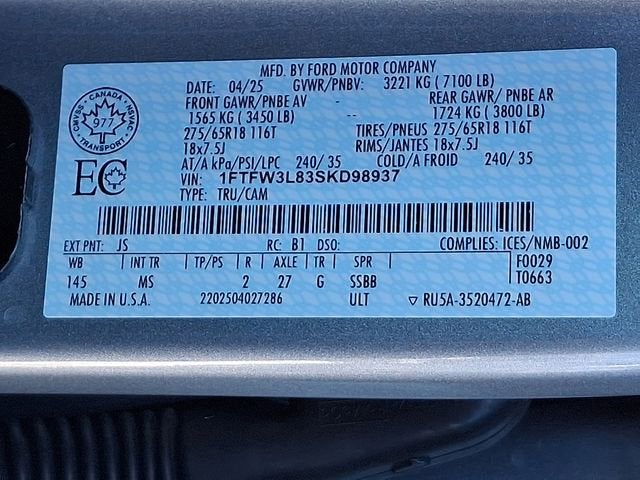 MFD. BY FORD MOTOR COMPANY
DATE: 04/25 GVWR/PNBV: 3221 KG ( 7100 LB)
FRONT GAWR/PNBE AV - REAR GAWR/ PNBE AR
1565 KG ( 3450 LB) -- 1724 KG ( 3800 LB)
275/65R18 116T TIRES/PNEUS 275/65R18 116T
18x7.5J RIMS/JANTES 18x7.5J
AT/A kPa/PSI/LPC 240/ 35 COLD/A FROID 240/ 35
VIN: 1FTFW3L83SKD98937
TYPE: TRU/CAM
CANADA
CMVSS NSVAC
977
TRANSPORT
EC
EXT PNT: JS RC: B1 DSO: COMPLIES: ICES/NMB-002
WB INT TR TP/PS R AXLE TR SPR F0029
145 MS 2 27 G SSBB T0663
MADE IN U.S.A. 2202504027286 ULT ▽ RU5A-3520472-AB